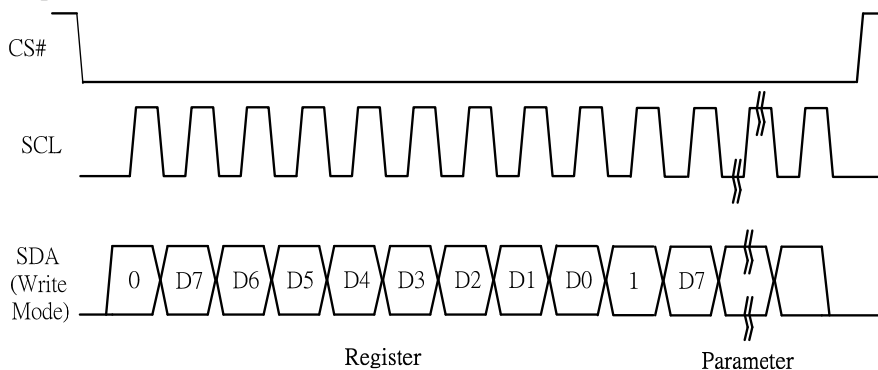 CS#
SCL
SDA
(Write
Mode)
0 D7 D6 D5 D4 D3 D2 D1 D0 1 D7
Register Parameter